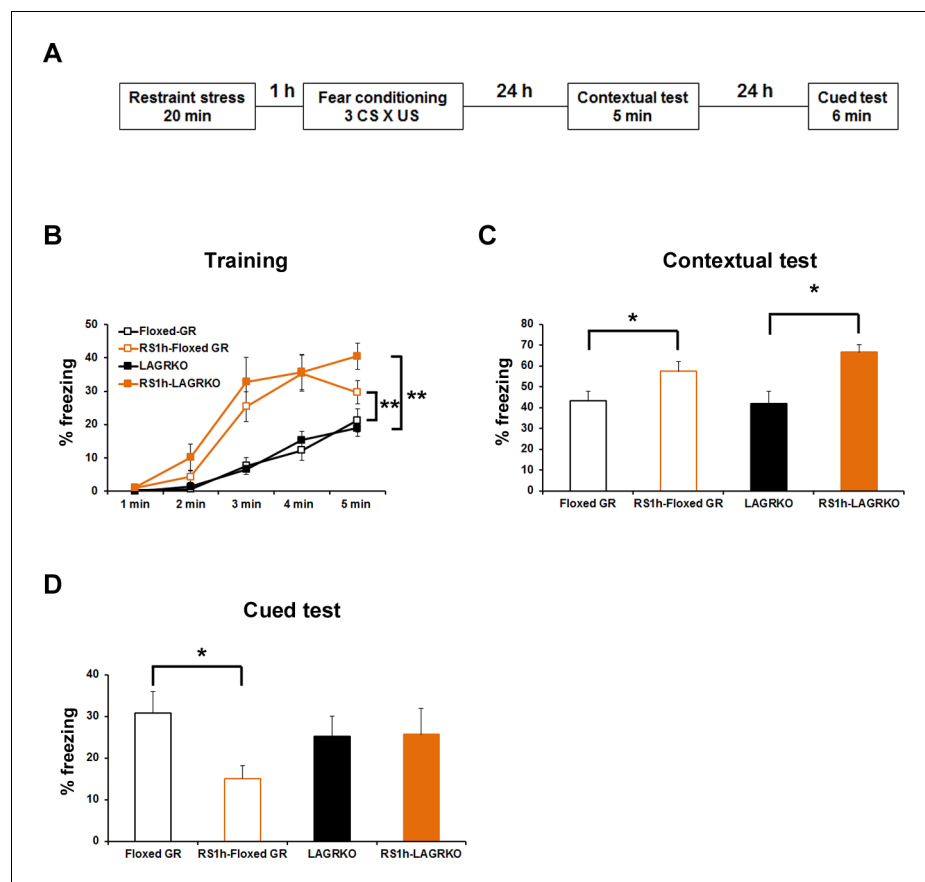 A
Restraint stress
20 min
1 h
Fear conditioning
3 CS X US
24 h
Contextual test
5 min
24 h
Cued test
6 min
B
Training
% freezing
50
40
30
20
10
0
1 min 2 min 3 min 4 min 5 min
Floxed-GR
RS1h-Floxed GR
LAGRKO
RS1h-LAGRKO
**
**
C
Contextual test
% freezing
80
70
60
50
40
30
20
10
0
*
*
Floxed GR RS1h-Floxed GR LAGRKO RS1h-LAGRKO
D
Cued test
% freezing
40
30
20
10
0
*
Floxed GR RS1h-Floxed GR LAGRKO RS1h-LAGRKO